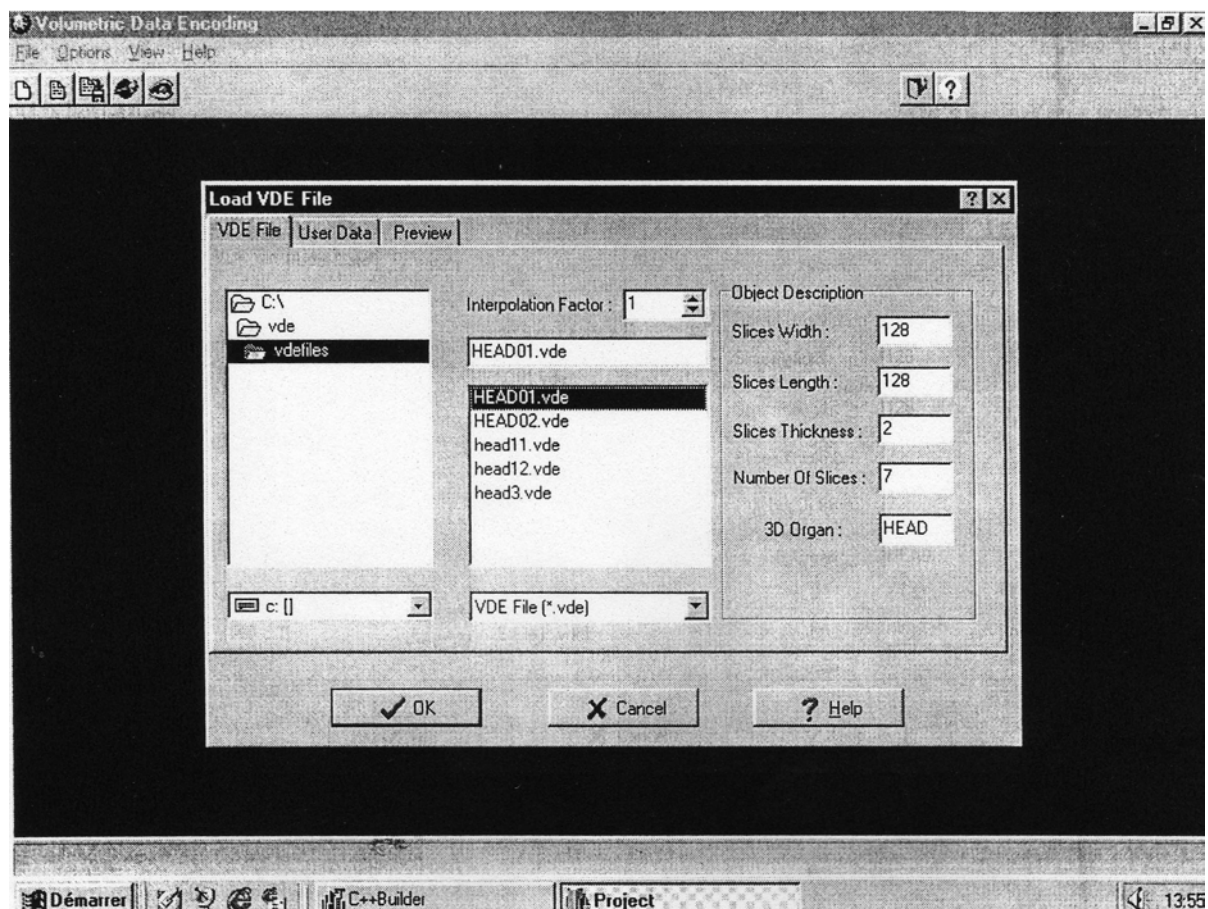 Volumetric Data Encoding
File Options View Help
Load VDE File
VDE File User Data Preview
C:\
vde
vdefiles
c: []
Interpolation Factor : 1
HEAD01.vde
HEAD01.vde
HEAD02.vde
head11.vde
head12.vde
head3.vde
VDE File (*.vde)
Object Description
Slices Width : 128
Slices Length : 128
Slices Thickness : 2
Number Of Slices : 7
3D Organ : HEAD
OK Cancel ? Help
Démarrer C++Builder Project 13:55